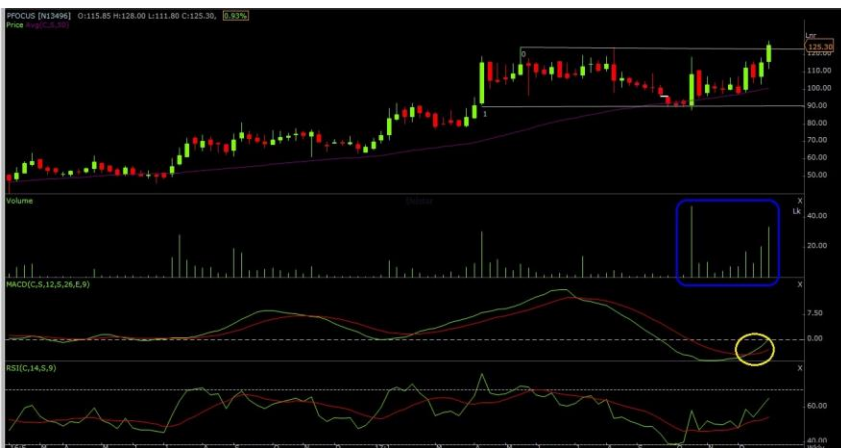 PFOCUS [N13496] O:115.85 H:128.00 L:111.80 C:125.30, 0.93%
Price Avg(C,S,50)
Lnr
125.30
120.00
110.00
100.00
90.00
80.00
70.00
60.00
50.00
0
1
Volume
X
Lk
40.00
20.00
MACD(C,S,12,S,26,E,9)
X
7.50
0.00
RSI(C,14,S,9)
X
60.00
40.00